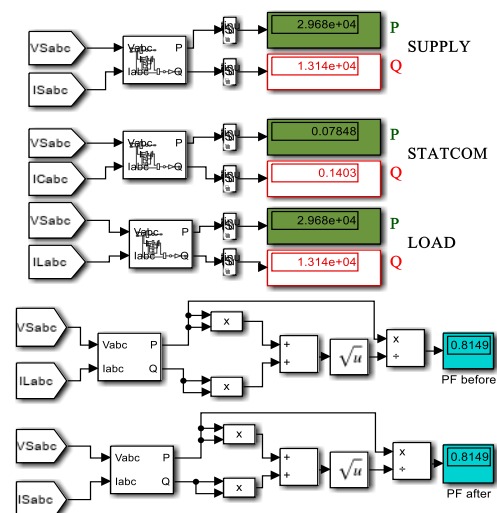 VSabc
ISabc
Vabc P
Iabc Q
2.968e+04
P
SUPPLY
1.314e+04
Q
VSabc
ICabc
Vabc P
Iabc Q
0.07848
P
STATCOM
0.1403
Q
VSabc
ILabc
Vabc P
Iabc Q
2.968e+04
P
LOAD
1.314e+04
Q
VSabc
ILabc
Vabc P
Iabc Q
x
x
+
+
√u
x
÷
0.8149
PF before
VSabc
ISabc
Vabc P
Iabc Q
x
x
+
+
√u
x
÷
0.8149
PF after